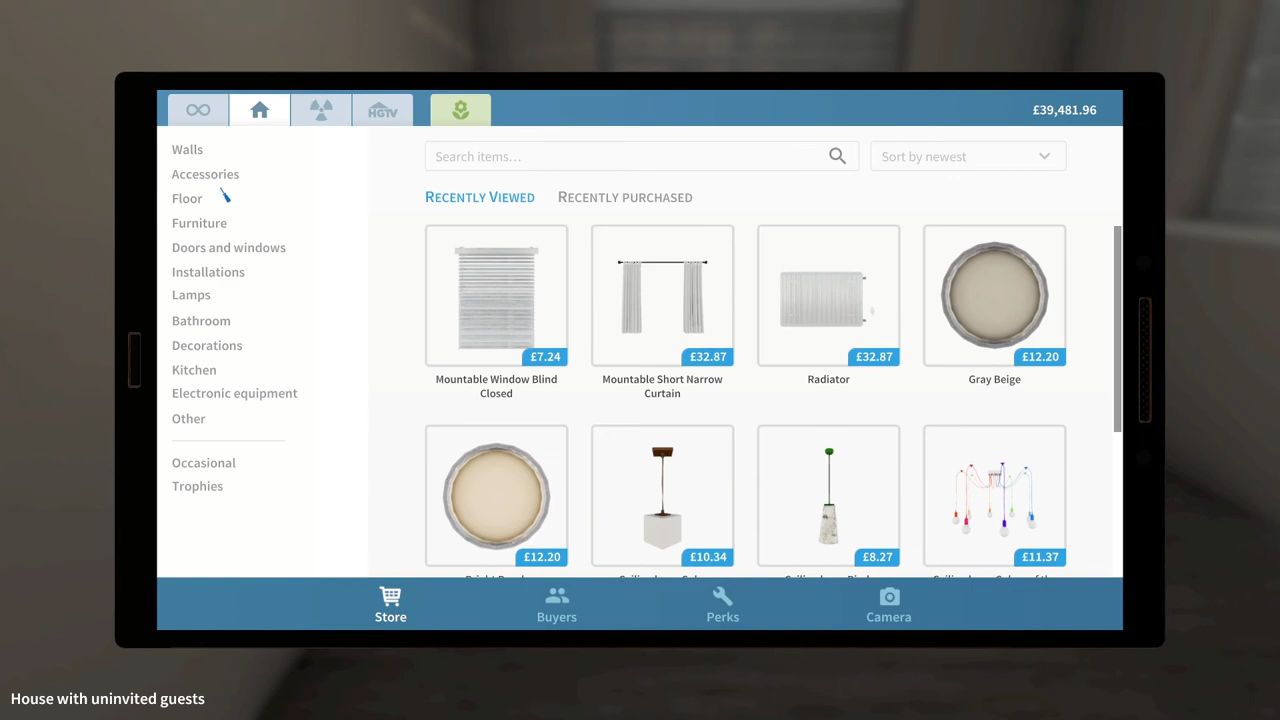 HGTV
£39,481.96
Walls
Accessories
Floor
Furniture
Doors and windows
Installations
Lamps
Bathroom
Decorations
Kitchen
Electronic equipment
Other
Occasional
Trophies
Search items...
Sort by newest
RECENTLY VIEWED
RECENTLY PURCHASED
£7.24
£32.87
£32.87
£12.20
Mountable Window Blind
Closed
Mountable Short Narrow
Curtain
Radiator
Gray Beige
£12.20
£10.34
£8.27
£11.37
Store
Buyers
Perks
Camera
House with uninvited guests